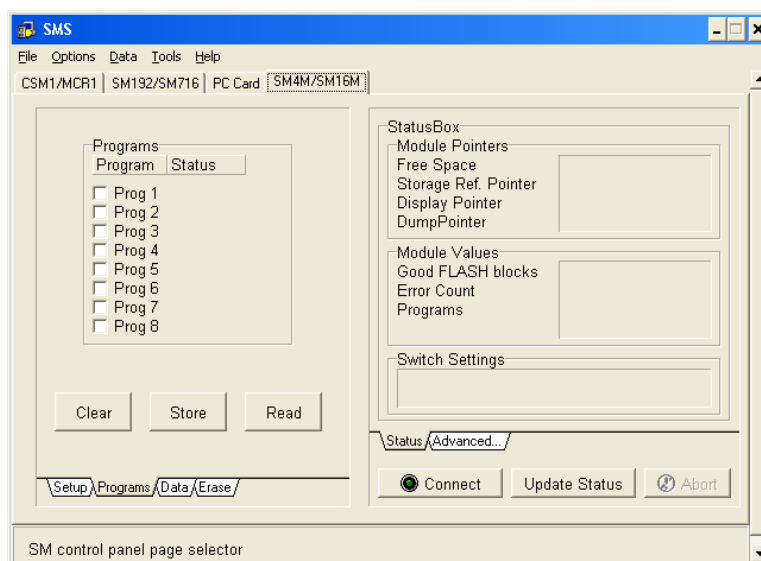 SMS
File Options Data Tools Help
CSM1/MCR1 SM192/SM716 PC Card SM4M/SM16M
Programs
Program Status
Prog 1
Prog 2
Prog 3
Prog 4
Prog 5
Prog 6
Prog 7
Prog 8
Clear Store Read
Setup Programs Data Erase
StatusBox
Module Pointers
Free Space
Storage Ref. Pointer
Display Pointer
DumpPointer
Module Values
Good FLASH blocks
Error Count
Programs
Switch Settings
Status Advanced...
Connect Update Status Abort
SM control panel page selector